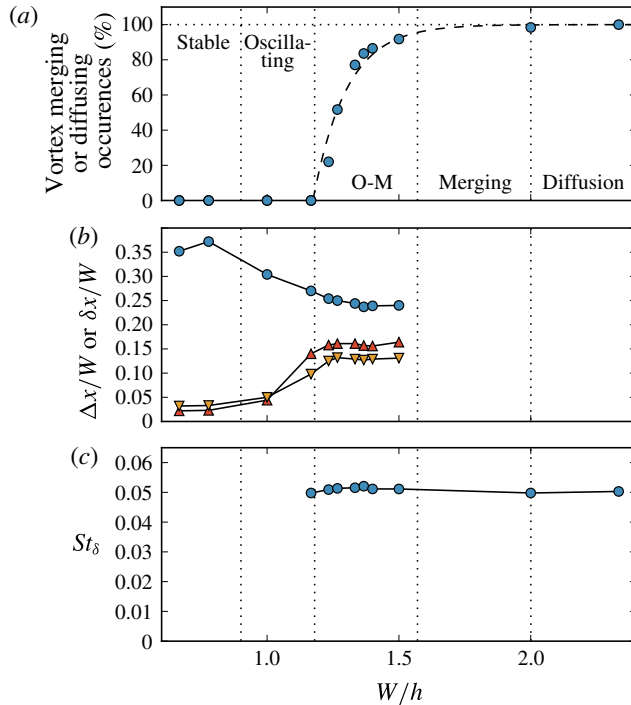 (a)
Vortex merging
or diffusing
occurences (%)
100
80
60
40
20
0
Stable
Oscilla-
ting
O-M
Merging
Diffusion
(b)
Δx/W or δx/W
0.35
0.30
0.25
0.20
0.15
0.10
0.05
0
(c)
St_δ
0.06
0.05
0.04
0.03
0.02
0.01
0
1.0
1.5
2.0
W/h